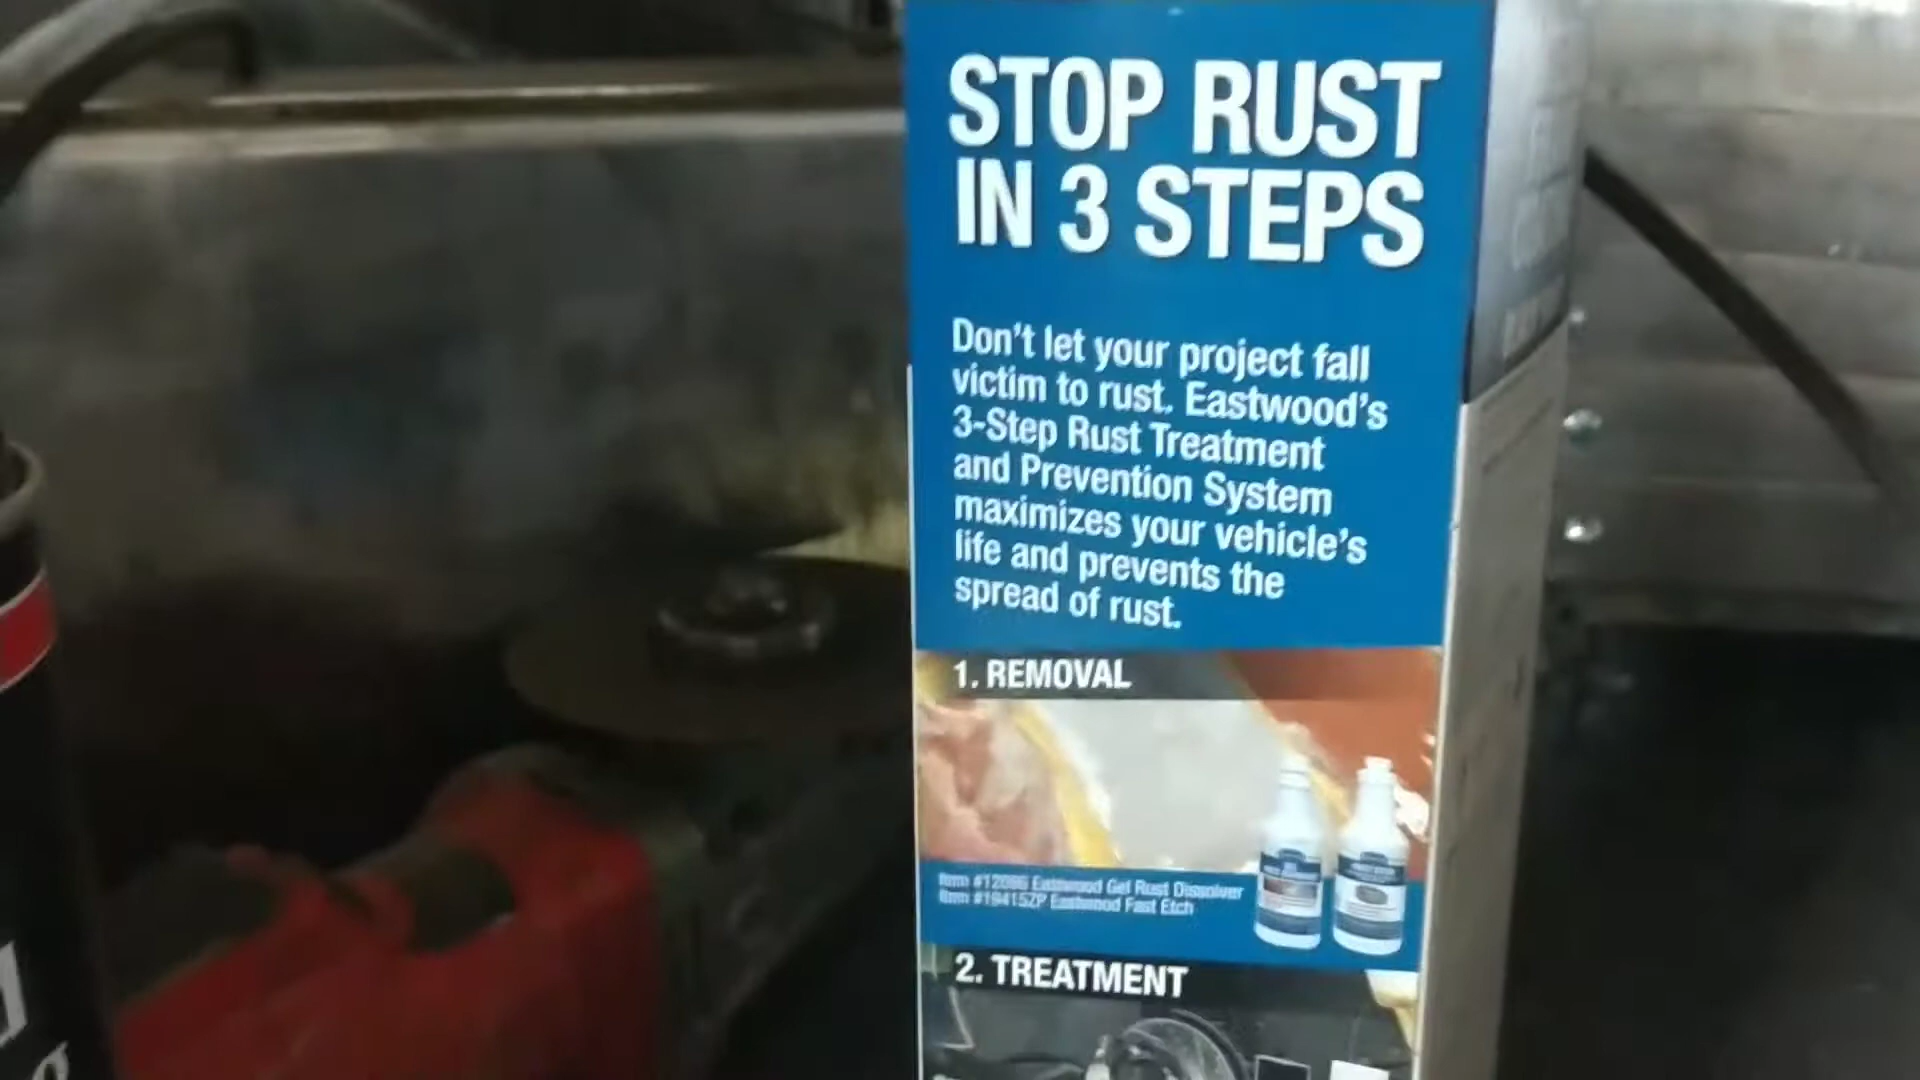 STOP RUST
IN 3 STEPS
Don't let your project fall
victim to rust. Eastwood's
3-Step Rust Treatment
and Prevention System
maximizes your vehicle's
life and prevents the
spread of rust.
1. REMOVAL
Eastwood Gel Rust Dissolver
Eastwood Fast Etch
2. TREATMENT